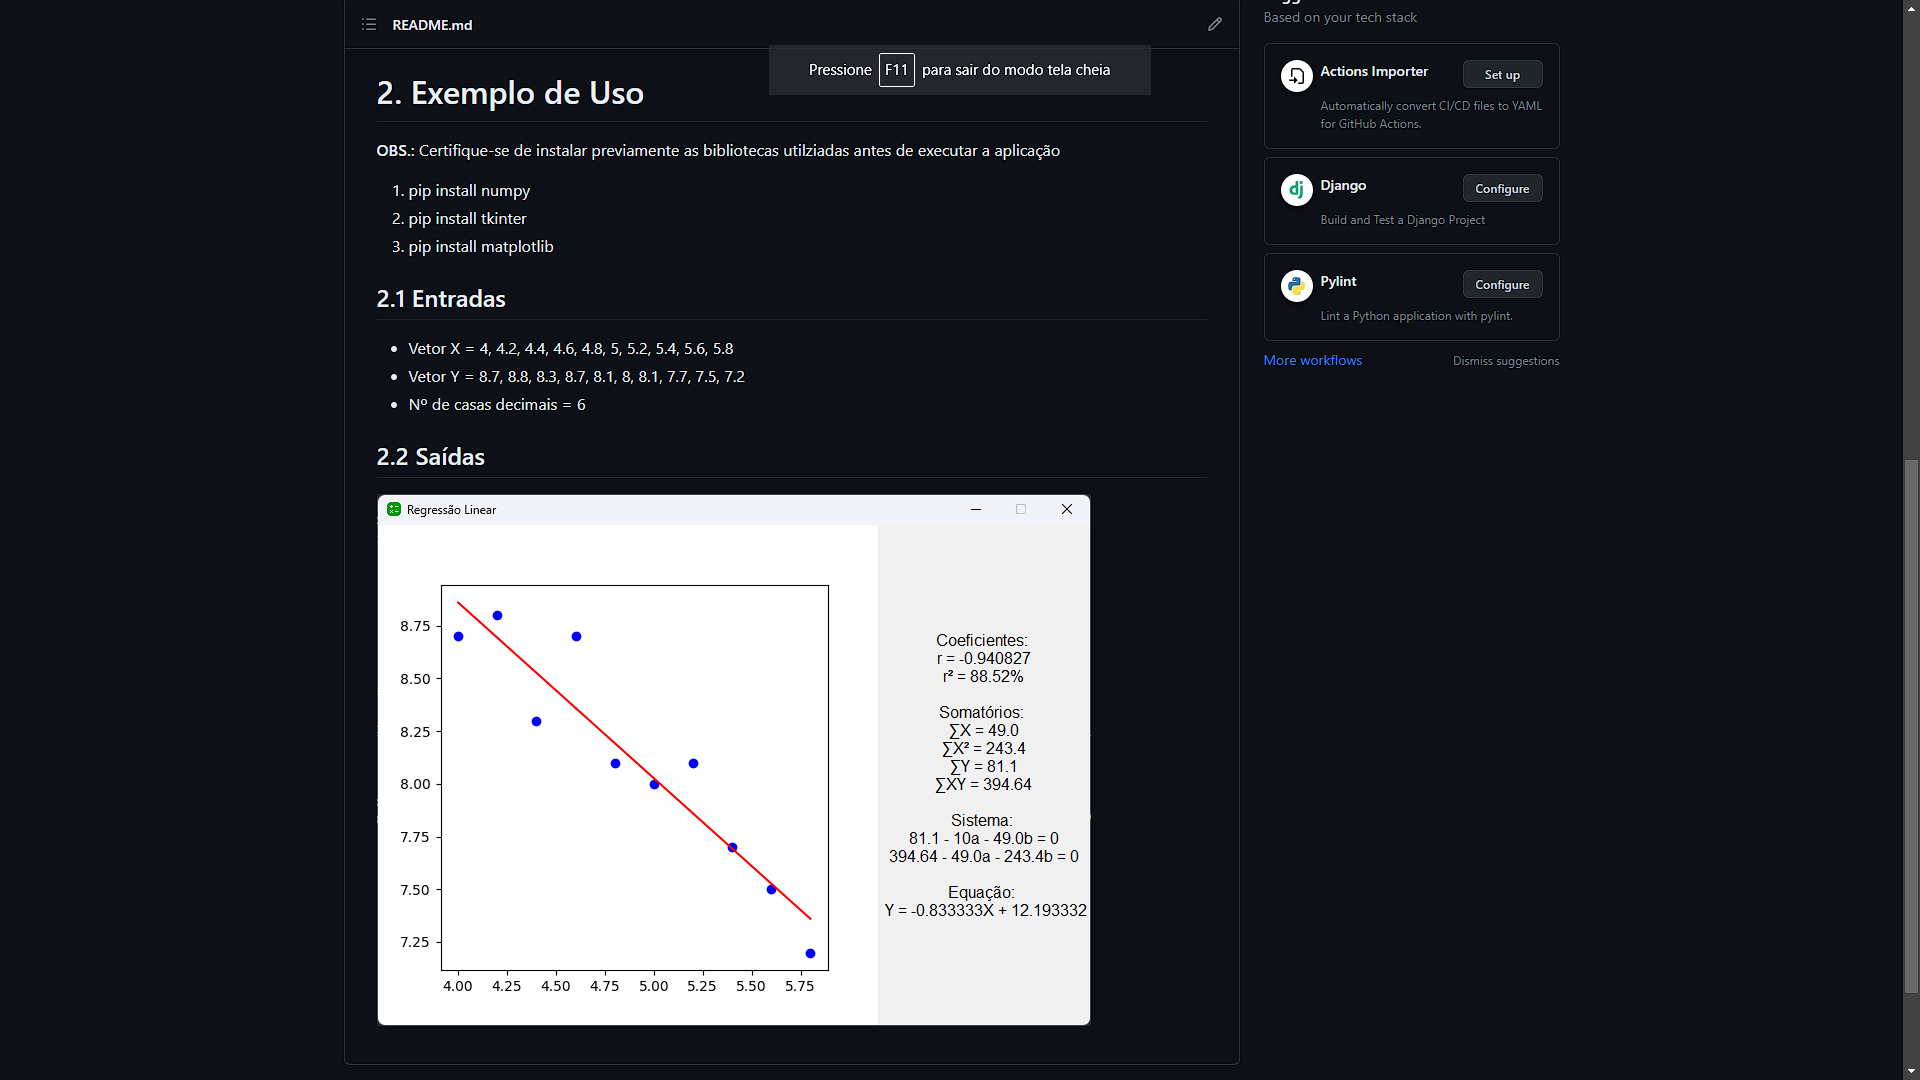 README.md
Pressione F11 para sair do modo tela cheia
2. Exemplo de Uso
OBS.: Certifique-se de instalar previamente as bibliotecas utilziadas antes de executar a aplicação
1. pip install numpy
2. pip install tkinter
3. pip install matplotlib
2.1 Entradas
• Vetor X = 4, 4.2, 4.4, 4.6, 4.8, 5, 5.2, 5.4, 5.6, 5.8
• Vetor Y = 8.7, 8.8, 8.3, 8.7, 8.1, 8, 8.1, 7.7, 7.5, 7.2
• Nº de casas decimais = 6
2.2 Saídas
Regressão Linear
8.75
8.50
8.25
8.00
7.75
7.50
7.25
4.00 4.25 4.50 4.75 5.00 5.25 5.50 5.75
Coeficientes:
r = -0.940827
r² = 88.52%
Somatórios:
∑X = 49.0
∑X² = 243.4
∑Y = 81.1
∑XY = 394.64
Sistema:
81.1 - 10a - 49.0b = 0
394.64 - 49.0a - 243.4b = 0
Equação:
Y = -0.833333X + 12.193332
Based on your tech stack
Actions Importer
Set up
Automatically convert CI/CD files to YAML
for GitHub Actions.
dj
Django
Configure
Build and Test a Django Project
Pylint
Configure
Lint a Python application with pylint.
More workflows
Dismiss suggestions